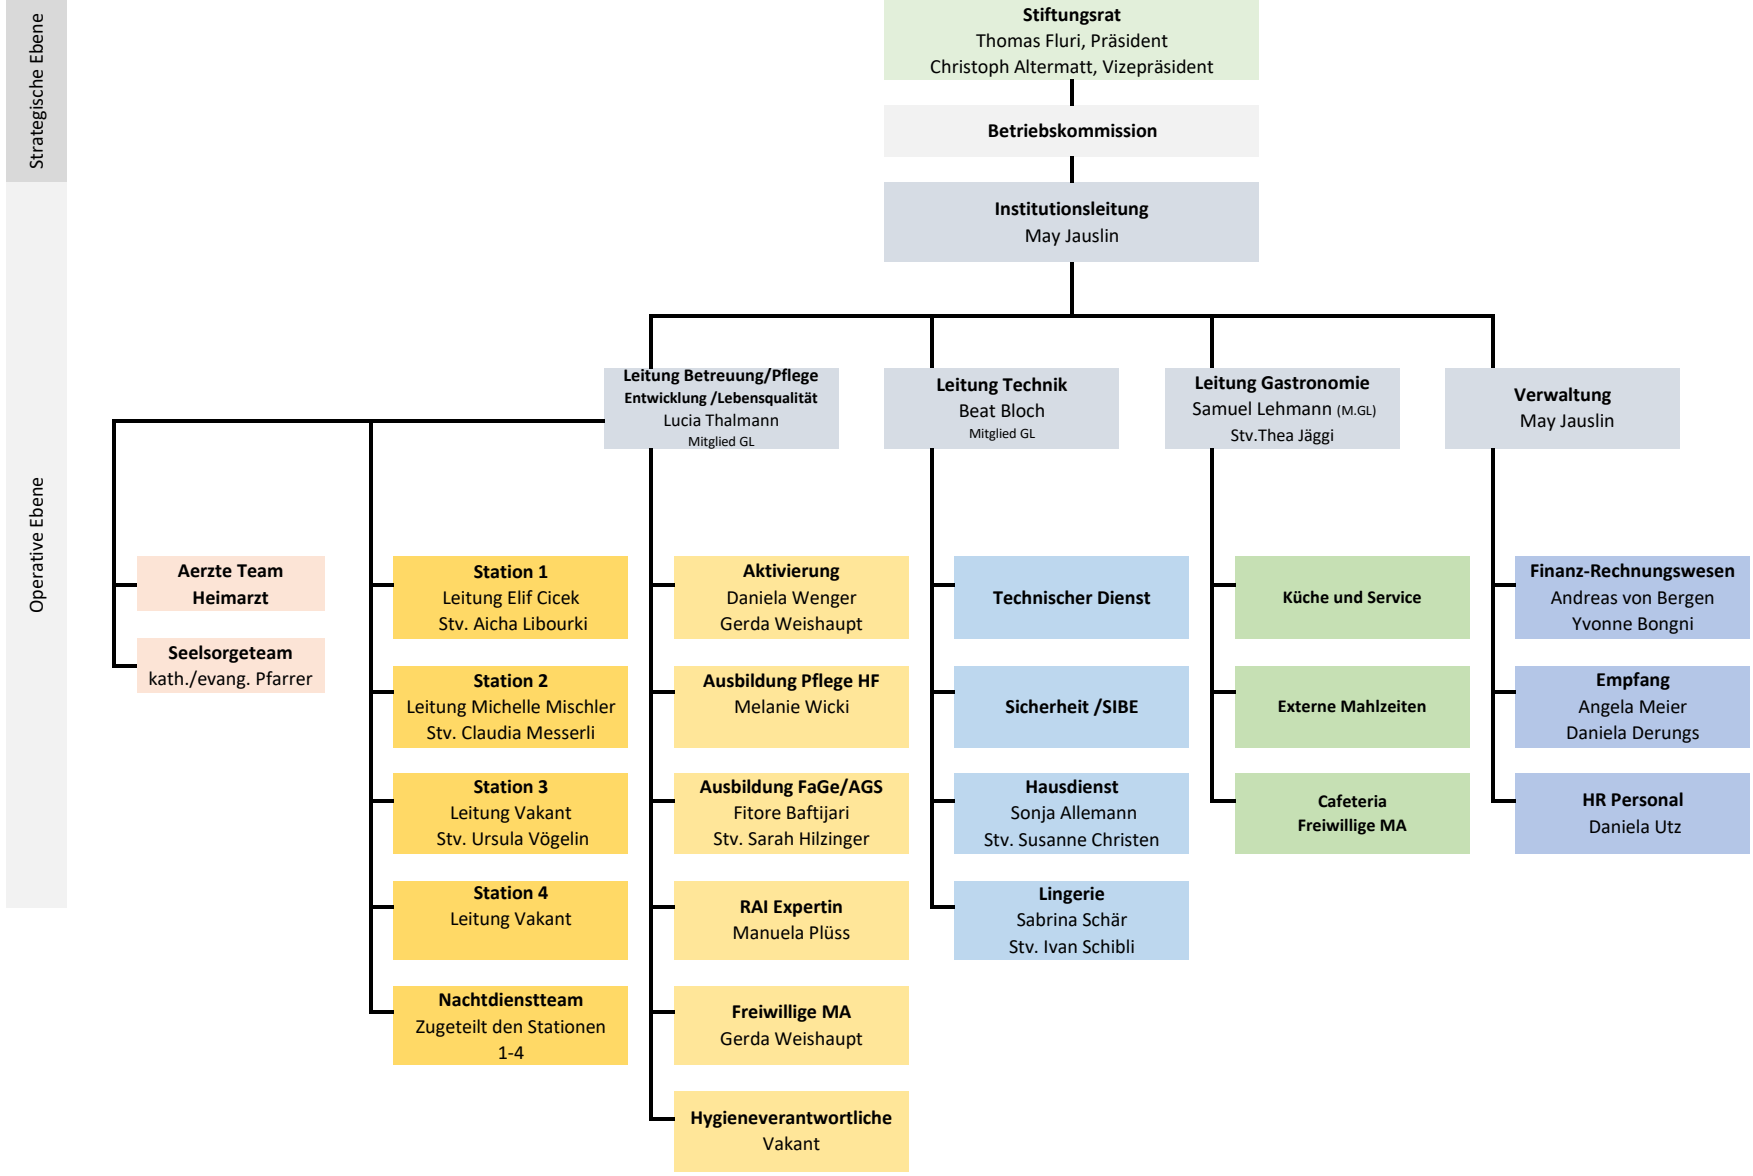 Strategische Ebene
Stiftungsrat
Thomas Fluri, Präsident
Christoph Altermatt, Vizepräsident
Betriebskommission
Operative Ebene
Institutionsleitung
May Jauslin
Leitung Betreuung/Pflege
Entwicklung /Lebensqualität
Lucia Thalmann
Mitglied GL
Leitung Technik
Beat Bloch
Mitglied GL
Leitung Gastronomie
Samuel Lehmann (M.GL)
Stv.Thea Jäggi
Verwaltung
May Jauslin
Aerzte Team
Heimarzt
Seelsorgeteam
kath./evang. Pfarrer
Station 1
Leitung Elif Cicek
Stv. Aicha Libourki
Station 2
Leitung Michelle Mischler
Stv. Claudia Messerli
Station 3
Leitung Vakant
Stv. Ursula Vögelin
Station 4
Leitung Vakant
Nachtdienstteam
Zugeteilt den Stationen
1-4
Aktivierung
Daniela Wenger
Gerda Weishaupt
Ausbildung Pflege HF
Melanie Wicki
Ausbildung FaGe/AGS
Fitore Baftijari
Stv. Sarah Hilzinger
RAI Expertin
Manuela Plüss
Freiwillige MA
Gerda Weishaupt
Hygieneverantwortliche
Vakant
Technischer Dienst
Sicherheit /SIBE
Hausdienst
Sonja Allemann
Stv. Susanne Christen
Lingerie
Sabrina Schär
Stv. Ivan Schibli
Küche und Service
Externe Mahlzeiten
Cafeteria
Freiwillige MA
Finanz-Rechnungswesen
Andreas von Bergen
Yvonne Bongni
Empfang
Angela Meier
Daniela Derungs
HR Personal
Daniela Utz